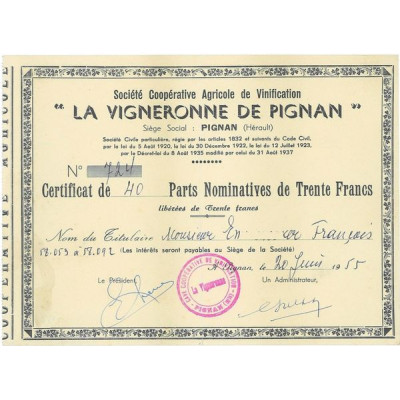 COOPERATIVE AGRICOLE
Société Coopérative Agricole de Vinification
" LA VIGNERONNE DE PIGNAN "
Siège Social : PIGNAN (Hérault)
Société Civile particulière, régie par les articles 1832 et suivants du Code Civil,
par la loi du 5 Août 1920, la loi du 30 Décembre 1922, la loi du 12 Juillet 1923,
par le Décret-loi du 8 Août 1935 modifié par celui du 31 Août 1937
N° 724
Certificat de 40 Parts Nominatives de Trente Francs
libérées de Trente francs
Nom du Titulaire Monsieur En François
58.053 à 58.092 (Les intérêts seront payables au Siège de la Société)
A Pignan, le 20 Juin 1955
Le Président, Un Administrateur,
La Vigneronne